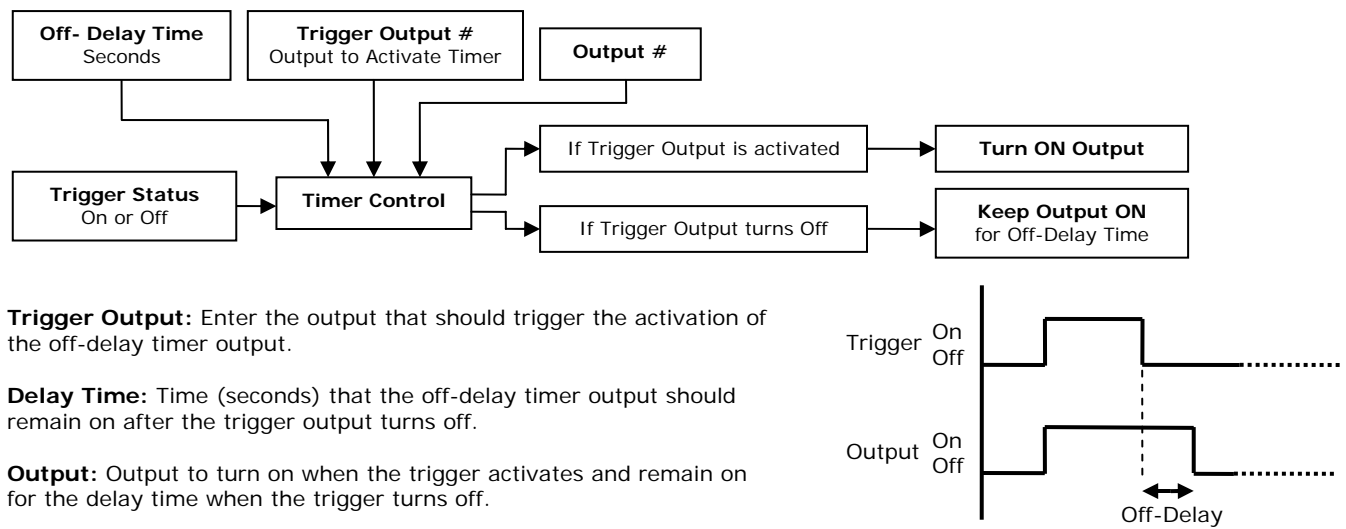 Off- Delay Time
Seconds
Trigger Output #
Output to Activate Timer
Output #
If Trigger Output is activated
Turn ON Output
Trigger Status
On or Off
Timer Control
If Trigger Output turns Off
Keep Output ON
for Off-Delay Time
Trigger Output: Enter the output that should trigger the activation of
the off-delay timer output.
Delay Time: Time (seconds) that the off-delay timer output should
remain on after the trigger output turns off.
Output: Output to turn on when the trigger activates and remain on
for the delay time when the trigger turns off.
Trigger
On
Off
Output
On
Off
Off-Delay